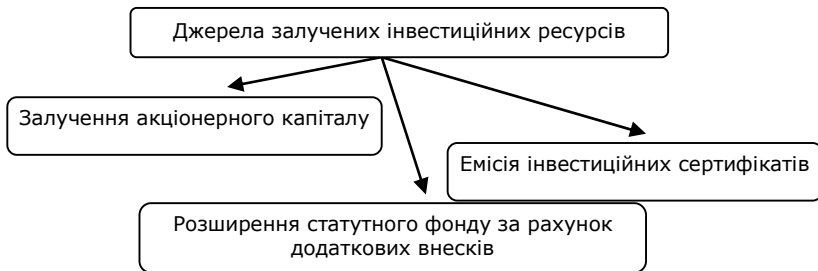 Джерела залучених інвестиційних ресурсів
Залучення акціонерного капіталу
Емісія інвестиційних сертифікатів
Розширення статутного фонду за рахунок
додаткових внесків